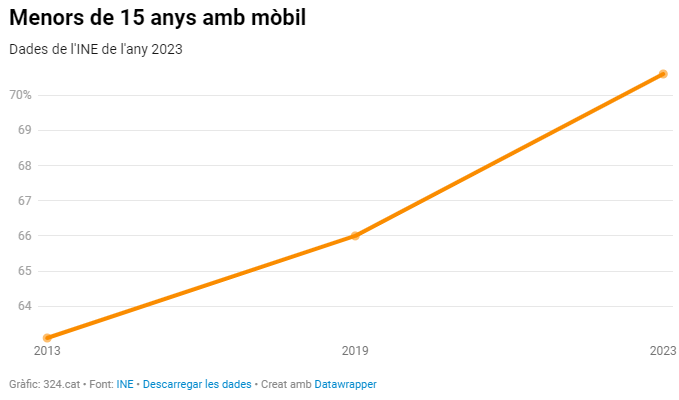 Menors de 15 anys amb mòbil
Dades de l'INE de l'any 2023
70%
69
68
67
66
65
64
2013 2019 2023
Gràfic: 324.cat • Font: INE • Descarregar les dades • Creat amb Datawrapper